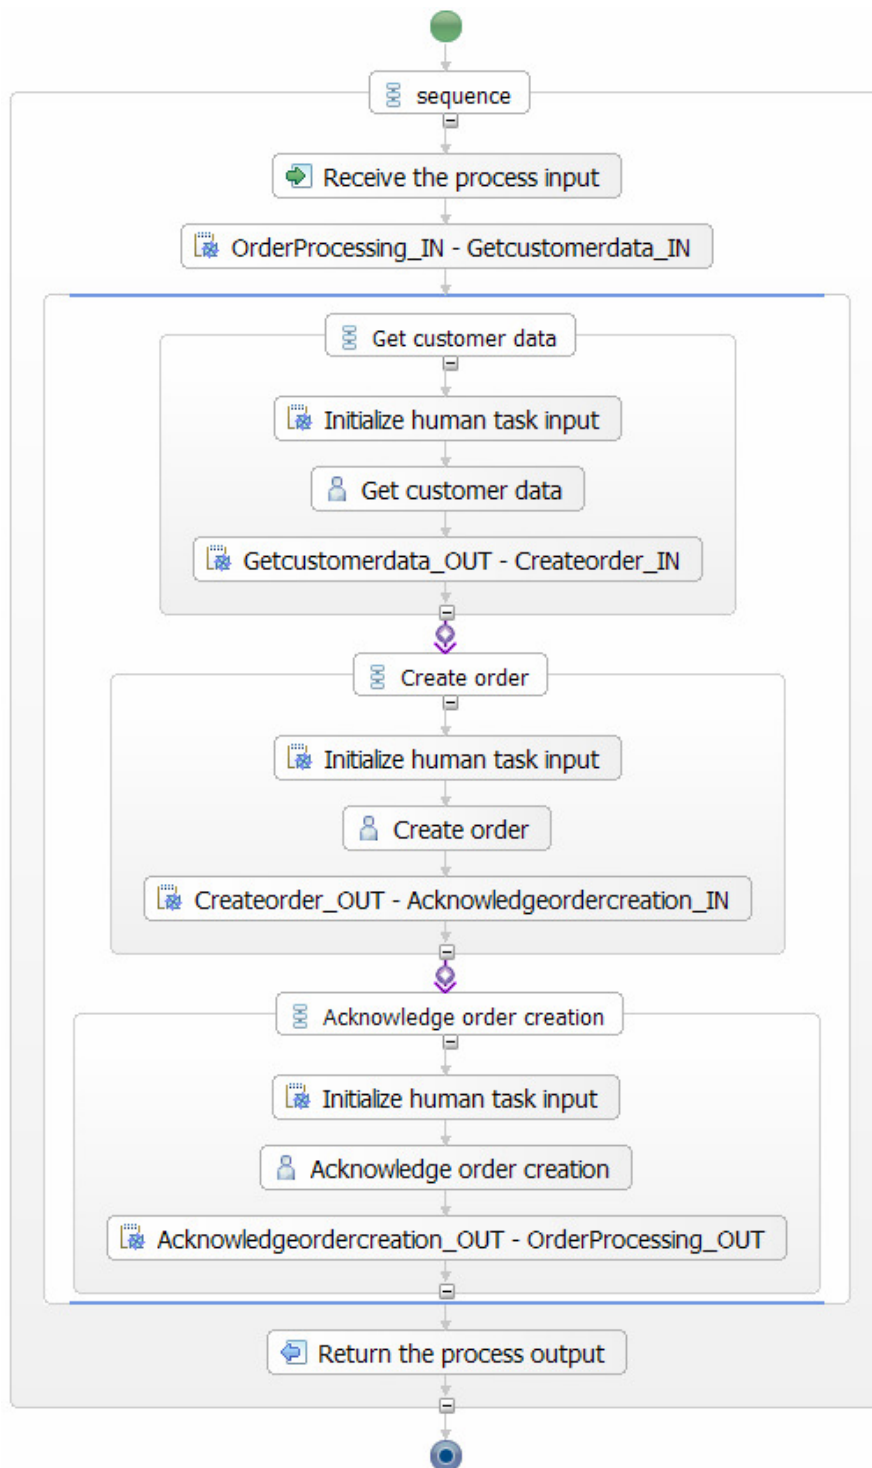 sequence
Receive the process input
OrderProcessing_IN - Getcustomerdata_IN
Get customer data
Initialize human task input
Get customer data
Getcustomerdata_OUT - Createorder_IN
Create order
Initialize human task input
Create order
Createorder_OUT - Acknowledgeordercreation_IN
Acknowledge order creation
Initialize human task input
Acknowledge order creation
Acknowledgeordercreation_OUT - OrderProcessing_OUT
Return the process output